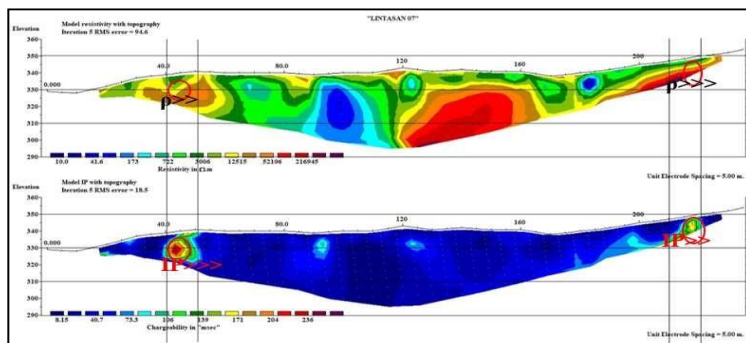 "LINTASAN 07"
Elevation
Model resistivity with topography
Iteration 5 RMS error = 94.6
360
350
340
330
320
310
300
290
0.000
40.0
80.0
120
160
200
ρ>>
ρ>>>
10.0 41.6 173 722 3006 12515 52106 216945
Resistivity in Ωm
Unit Electrode Spacing = 5.00 m.
Elevation
Model IP with topography
Iteration 5 RMS error = 10.5
360
350
340
330
320
310
300
290
0.000
40.0
80.0
120
160
200
IP>>>
IP>>
8.15 40.7 73.3 106 139 171 204 236
Chargeability in "msec"
Unit Electrode Spacing = 5.00 m.